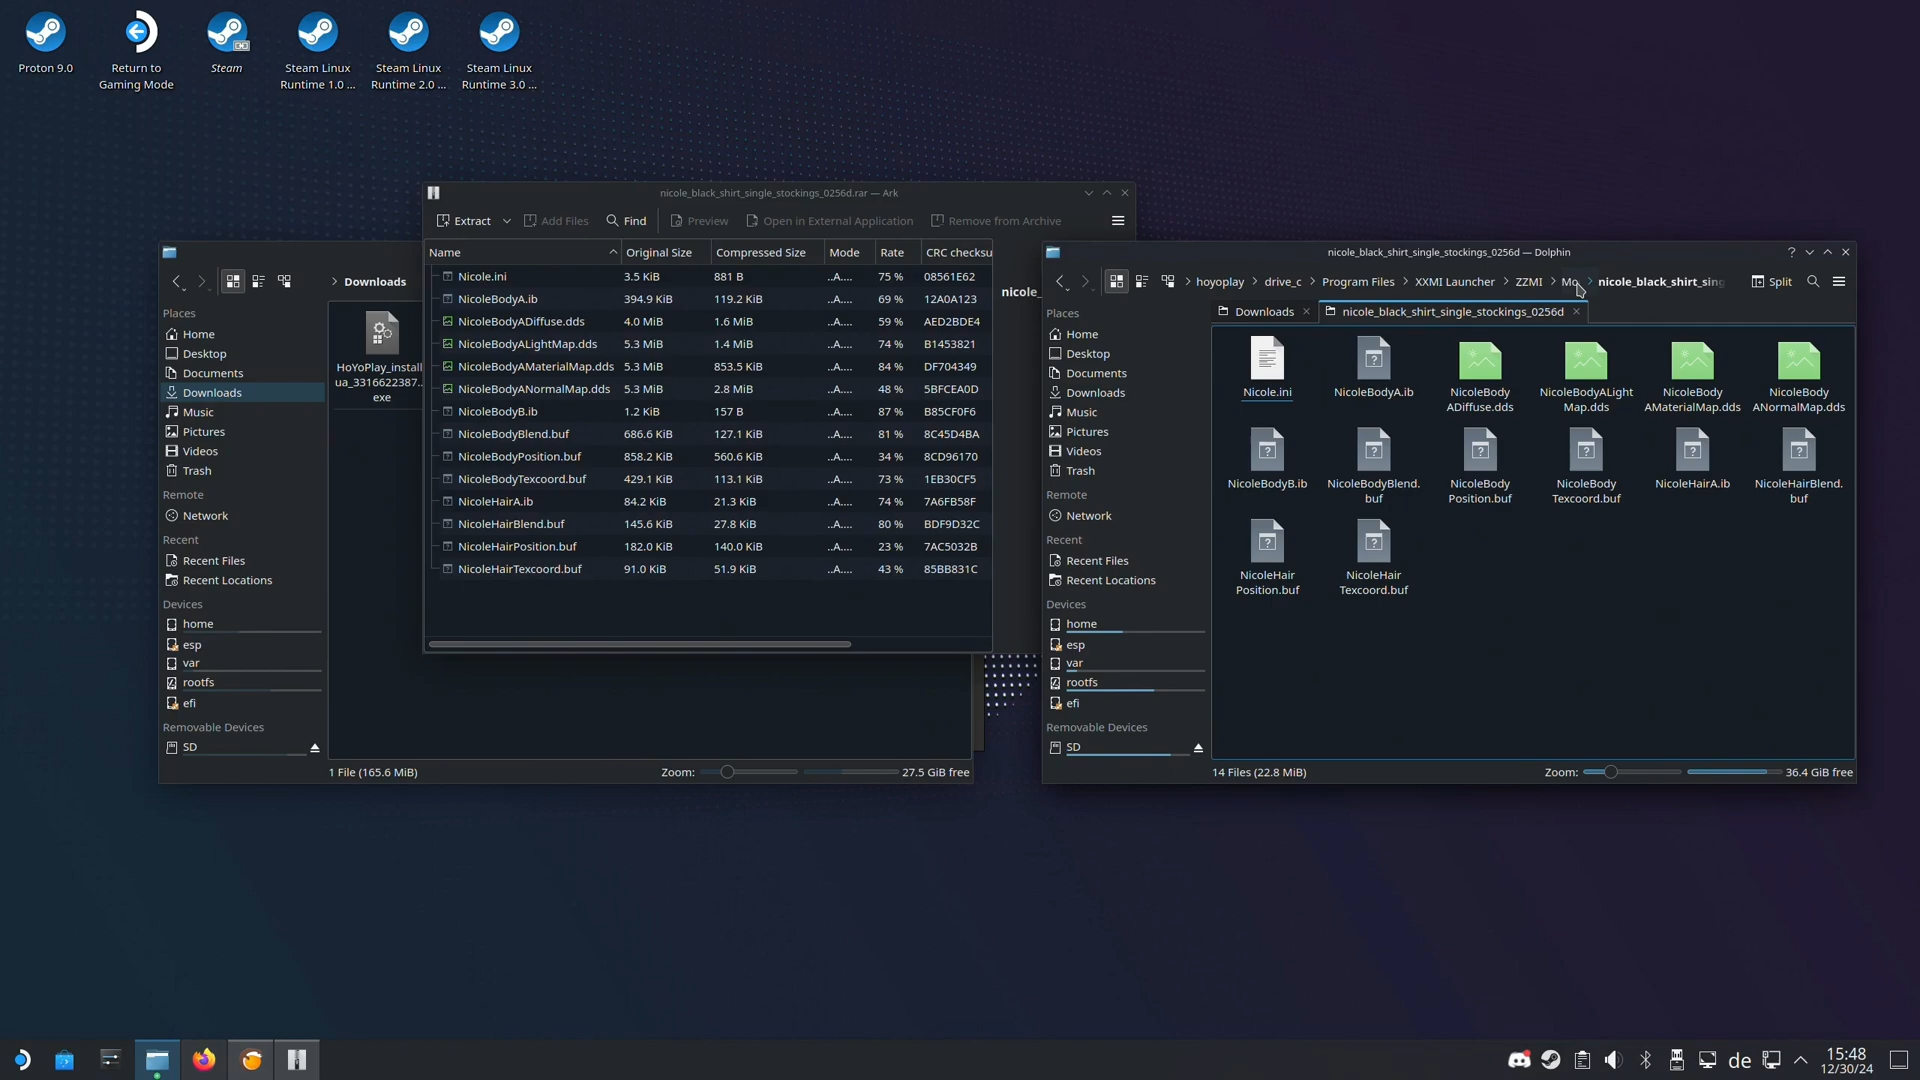 Proton 9.0
Return to
Gaming Mode
Steam
Steam Linux
Runtime 1.0 ...
Steam Linux
Runtime 2.0 ...
Steam Linux
Runtime 3.0 ...
nicole_black_shirt_single_stockings_0256d.rar — Ark
Extract
Add Files
Find
Preview
Open in External Application
Remove from Archive
Name
Original Size
Compressed Size
Mode
Rate
CRC checksu
Nicole.ini 3.5 KiB 881 B ..A.... 75 % 08561E62
NicoleBodyA.ib 394.9 KiB 119.2 KiB ..A.... 69 % 12A0A123
NicoleBodyADiffuse.dds 4.0 MiB 1.6 MiB ..A.... 59 % AED2BDE4
NicoleBodyALightMap.dds 5.3 MiB 1.4 MiB ..A.... 74 % B1453821
NicoleBodyAMaterialMap.dds 5.3 MiB 853.5 KiB ..A.... 84 % DF704349
NicoleBodyANormalMap.dds 5.3 MiB 2.8 MiB ..A.... 48 % 5BFCEA0D
NicoleBodyB.ib 1.2 KiB 157 B ..A.... 87 % B85CF0F6
NicoleBodyBlend.buf 686.6 KiB 127.1 KiB ..A.... 81 % 8C45D4BA
NicoleBodyPosition.buf 858.2 KiB 560.6 KiB ..A.... 34 % 8CD96170
NicoleBodyTexcoord.buf 429.1 KiB 113.1 KiB ..A.... 73 % 1EB30CF5
NicoleHairA.ib 84.2 KiB 21.3 KiB ..A.... 74 % 7A6FB58F
NicoleHairBlend.buf 145.6 KiB 27.8 KiB ..A.... 80 % BDF9D32C
NicoleHairPosition.buf 182.0 KiB 140.0 KiB ..A.... 23 % 7AC5032B
NicoleHairTexcoord.buf 91.0 KiB 51.9 KiB ..A.... 43 % 85BB831C
nicole_
Downloads
Places
Home
Desktop
Documents
Downloads
Music
Pictures
Videos
Trash
Remote
Network
Recent
Recent Files
Recent Locations
Devices
home
esp
var
rootfs
efi
Removable Devices
SD
HoYoPlay_install
ua_3316622387..
exe
1 File (165.6 MiB)
Zoom:
27.5 GiB free
nicole_black_shirt_single_stockings_0256d — Dolphin
hoyoplay
drive_c
Program Files
XXMI Launcher
ZZMI
Mo
nicole_black_shirt_sing
Split
Downloads
nicole_black_shirt_single_stockings_0256d
Places
Home
Desktop
Documents
Downloads
Music
Pictures
Videos
Trash
Remote
Network
Recent
Recent Files
Recent Locations
Devices
home
esp
var
rootfs
efi
Removable Devices
SD
Nicole.ini
NicoleBodyA.ib
NicoleBody
ADiffuse.dds
NicoleBodyALight
Map.dds
NicoleBody
AMaterialMap.dds
NicoleBody
ANormalMap.dds
NicoleBodyB.ib
NicoleBodyBlend.
buf
NicoleBody
Position.buf
NicoleBody
Texcoord.buf
NicoleHairA.ib
NicoleHairBlend.
buf
NicoleHair
Position.buf
NicoleHair
Texcoord.buf
14 Files (22.8 MiB)
Zoom:
36.4 GiB free
de
15:48
12/30/24